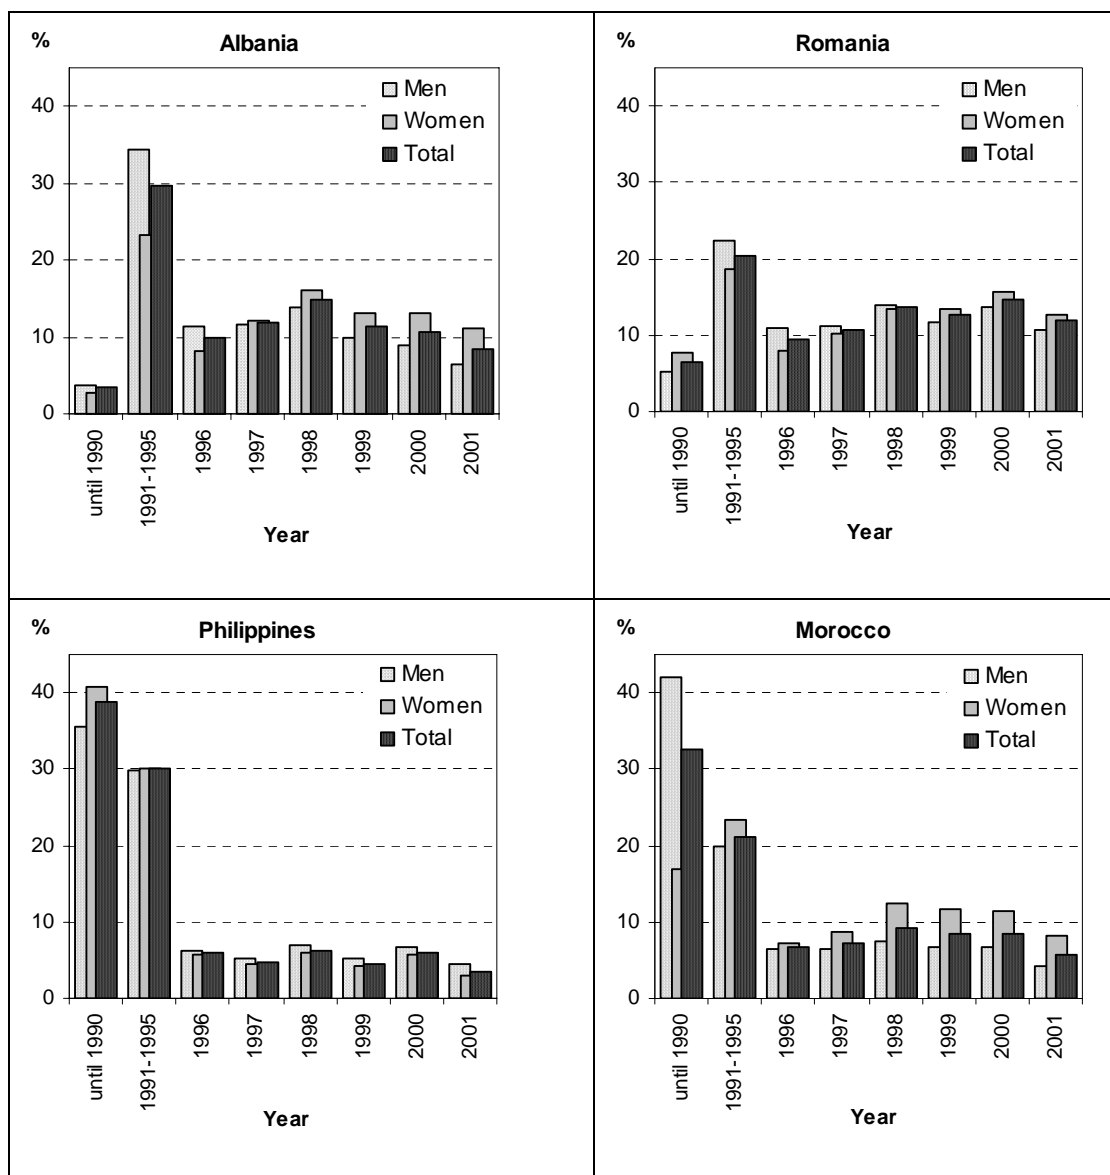 % Albania
Men
Women
Total
40
30
20
10
0
until 1990
1991-1995
1996
1997
1998
1999
2000
2001
Year
% Romania
Men
Women
Total
40
30
20
10
0
until 1990
1991-1995
1996
1997
1998
1999
2000
2001
Year
% Philippines
Men
Women
Total
40
30
20
10
0
until 1990
1991-1995
1996
1997
1998
1999
2000
2001
Year
% Morocco
Men
Women
Total
40
30
20
10
0
until 1990
1991-1995
1996
1997
1998
1999
2000
2001
Year